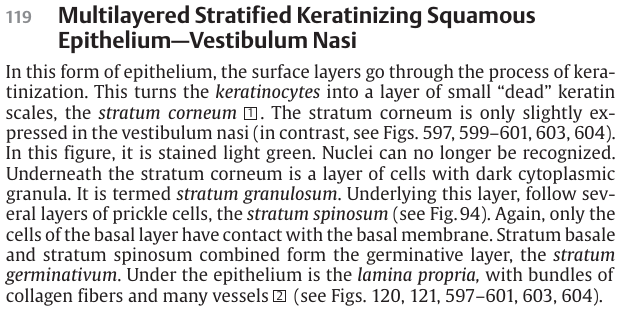 119 Multilayered Stratified Keratinizing Squamous
Epithelium—Vestibulum Nasi
In this form of epithelium, the surface layers go through the process of kera-
tinization. This turns the keratinocytes into a layer of small “dead” keratin
scales, the stratum corneum 1. The stratum corneum is only slightly ex-
pressed in the vestibulum nasi (in contrast, see Figs. 597, 599–601, 603, 604).
In this figure, it is stained light green. Nuclei can no longer be recognized.
Underneath the stratum corneum is a layer of cells with dark cytoplasmic
granula. It is termed stratum granulosum. Underlying this layer, follow sev-
eral layers of prickle cells, the stratum spinosum (see Fig. 94). Again, only the
cells of the basal layer have contact with the basal membrane. Stratum basale
and stratum spinosum combined form the germinative layer, the stratum
germinativum. Under the epithelium is the lamina propria, with bundles of
collagen fibers and many vessels 2 (see Figs. 120, 121, 597–601, 603, 604).